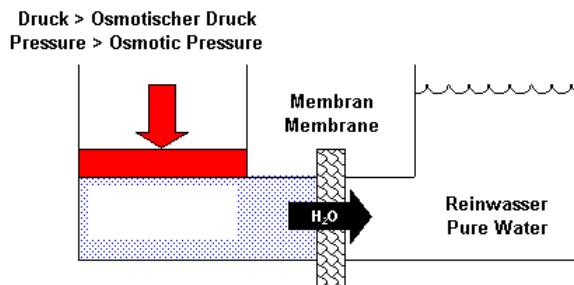 Druck > Osmotischer Druck
Pressure > Osmotic Pressure
Membran
Membrane
H₂O
Reinwasser
Pure Water